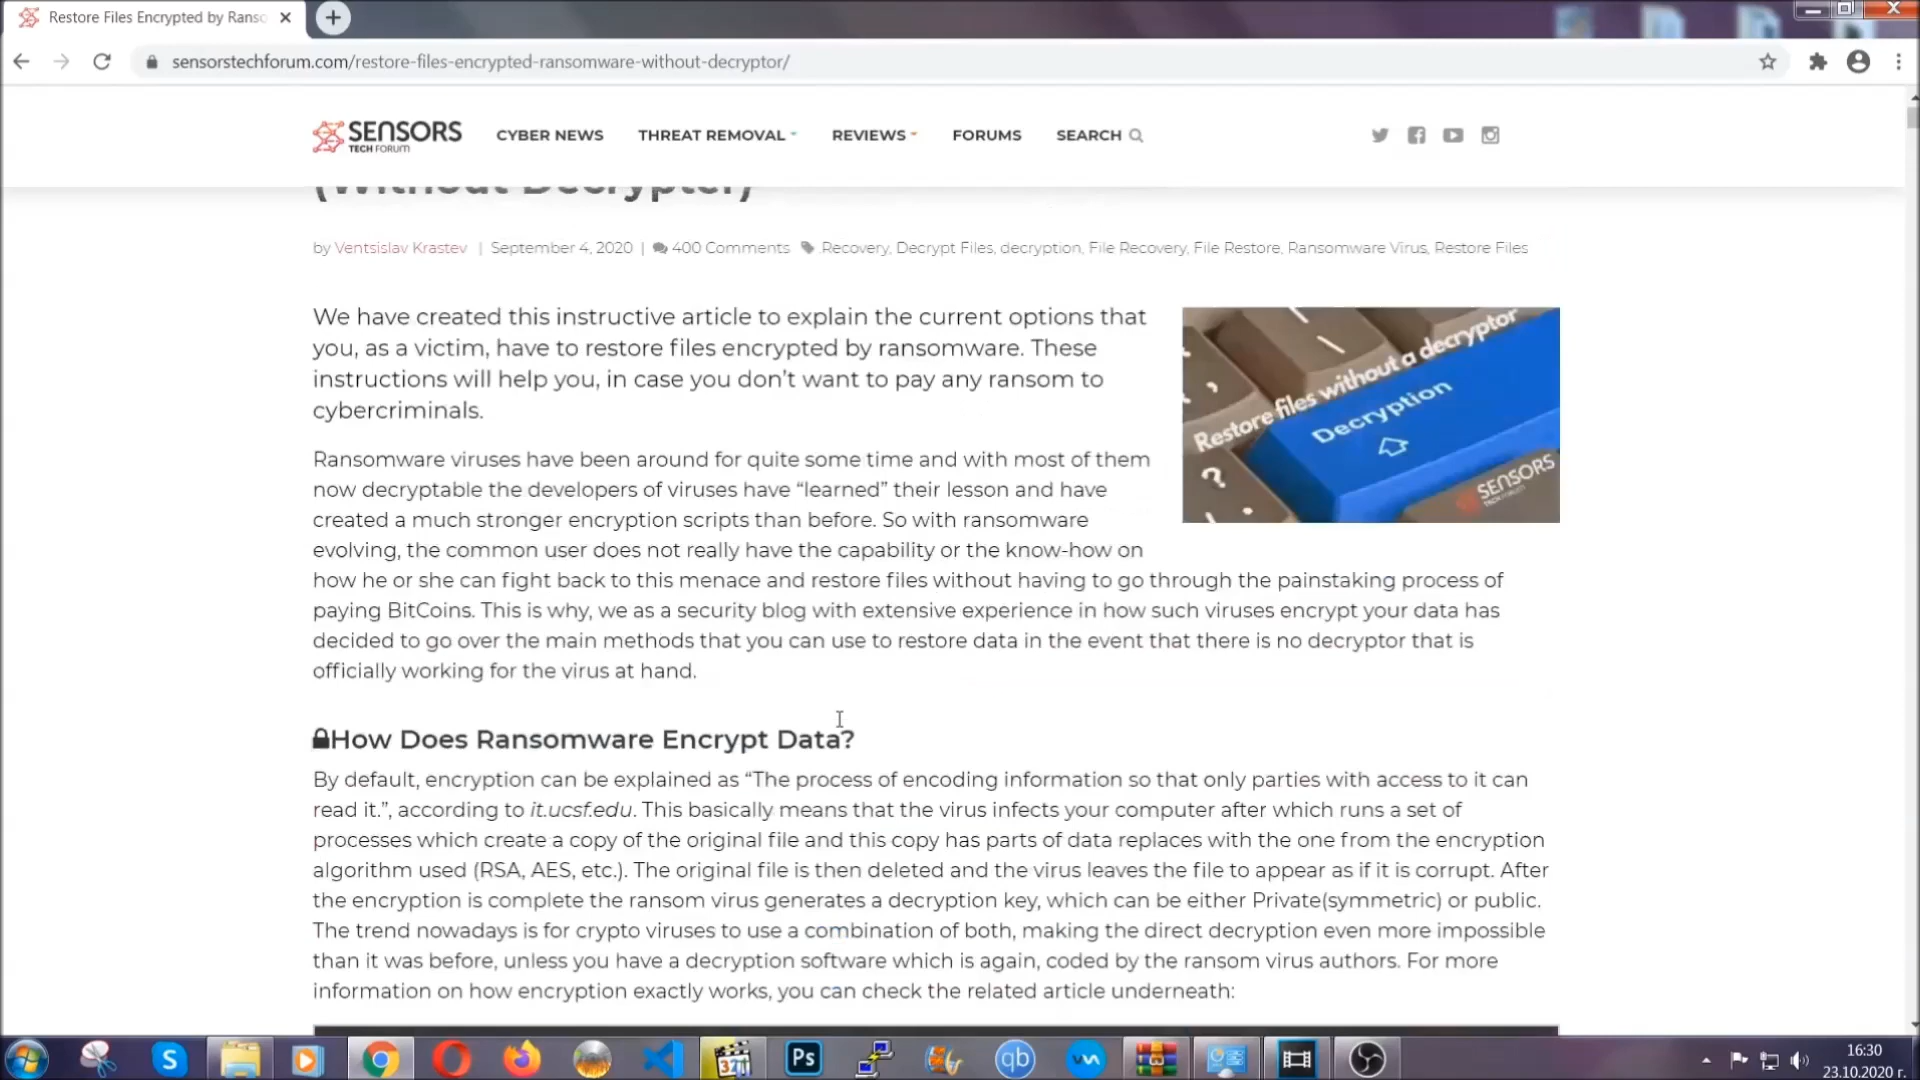 Restore Files Encrypted by Ranso
sensorstechforum.com/restore-files-encrypted-ransomware-without-decryptor/
SENSORS
TECH FORUM
CYBER NEWS
THREAT REMOVAL
REVIEWS
FORUMS
SEARCH
(Without Decrypter)
by Ventsislav Krastev | September 4, 2020 | 400 Comments Recovery, Decrypt Files, decryption, File Recovery, File Restore, Ransomware Virus, Restore Files
We have created this instructive article to explain the current options that
you, as a victim, have to restore files encrypted by ransomware. These
instructions will help you, in case you don’t want to pay any ransom to
cybercriminals.
Restore files without a decryptor
Decryption
SENSORS
Ransomware viruses have been around for quite some time and with most of them
now decryptable the developers of viruses have “learned” their lesson and have
created a much stronger encryption scripts than before. So with ransomware
evolving, the common user does not really have the capability or the know-how on
how he or she can fight back to this menace and restore files without having to go through the painstaking process of
paying BitCoins. This is why, we as a security blog with extensive experience in how such viruses encrypt your data has
decided to go over the main methods that you can use to restore data in the event that there is no decryptor that is
officially working for the virus at hand.
How Does Ransomware Encrypt Data?
By default, encryption can be explained as “The process of encoding information so that only parties with access to it can
read it.”, according to it.ucsf.edu. This basically means that the virus infects your computer after which runs a set of
processes which create a copy of the original file and this copy has parts of data replaces with the one from the encryption
algorithm used (RSA, AES, etc.). The original file is then deleted and the virus leaves the file to appear as if it is corrupt. After
the encryption is complete the ransom virus generates a decryption key, which can be either Private(symmetric) or public.
The trend nowadays is for crypto viruses to use a combination of both, making the direct decryption even more impossible
than it was before, unless you have a decryption software which is again, coded by the ransom virus authors. For more
information on how encryption exactly works, you can check the related article underneath:
Ps
qb
16:30
23.10.2020 г.